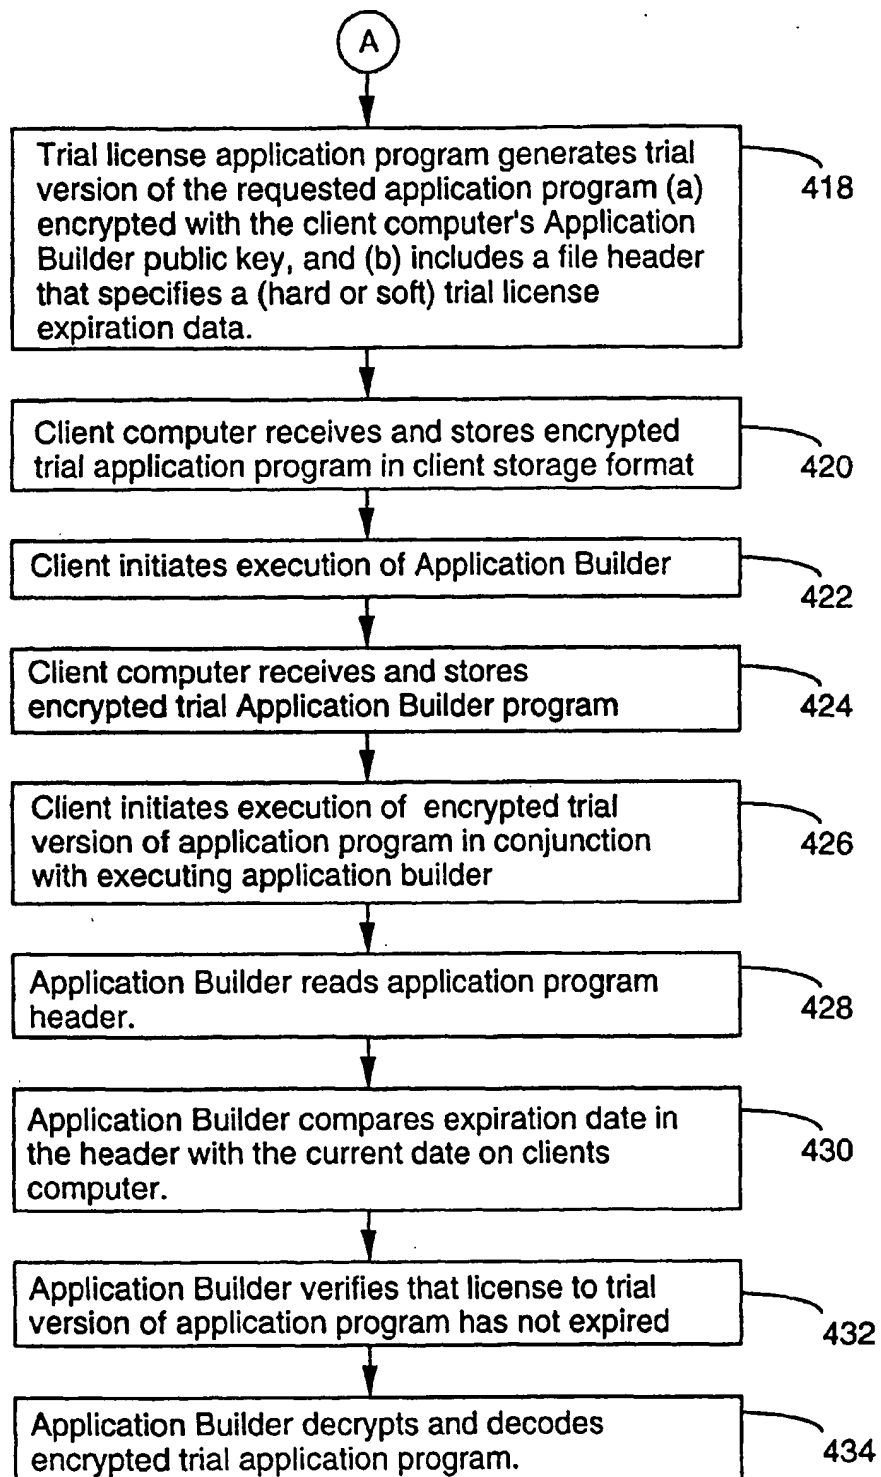 A
Trial license application program generates trial
version of the requested application program (a)
encrypted with the client computer's Application
Builder public key, and (b) includes a file header
that specifies a (hard or soft) trial license
expiration data.
418
Client computer receives and stores encrypted
trial application program in client storage format
420
Client initiates execution of Application Builder
422
Client computer receives and stores
encrypted trial Application Builder program
424
Client initiates execution of encrypted trial
version of application program in conjunction
with executing application builder
426
Application Builder reads application program
header.
428
Application Builder compares expiration date in
the header with the current date on clients
computer.
430
Application Builder verifies that license to trial
version of application program has not expired
432
Application Builder decrypts and decodes
encrypted trial application program.
434